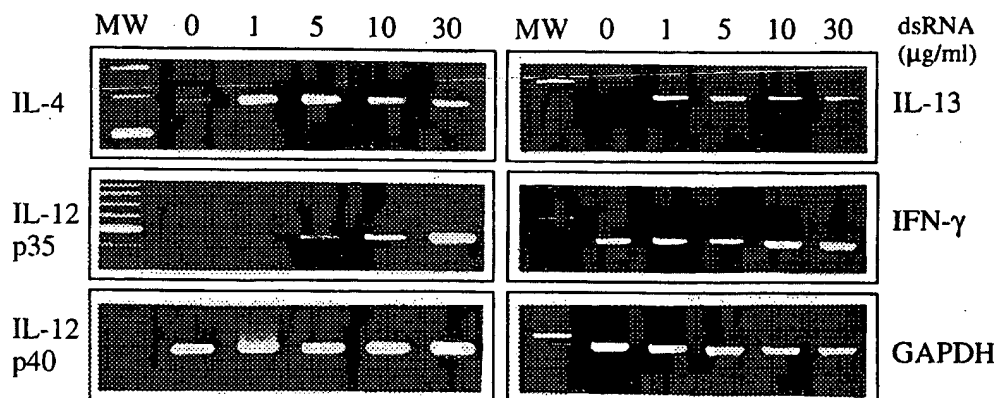 MW 0 1 5 10 30
MW 0 1 5 10 30
dsRNA
(µg/ml)
IL-4
IL-13
IL-12
p35
IFN-γ
IL-12
p40
GAPDH